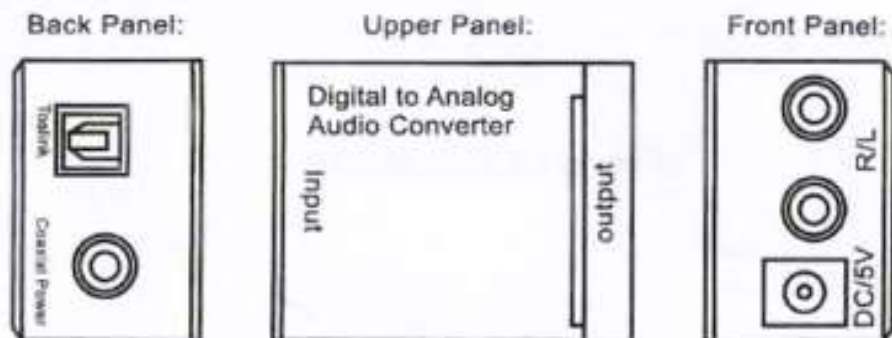 Back Panel:
Upper Panel:
Front Panel:
Toslink
Coaxial Power
Digital to Analog
Audio Converter
Input
output
R/L
DC/5V